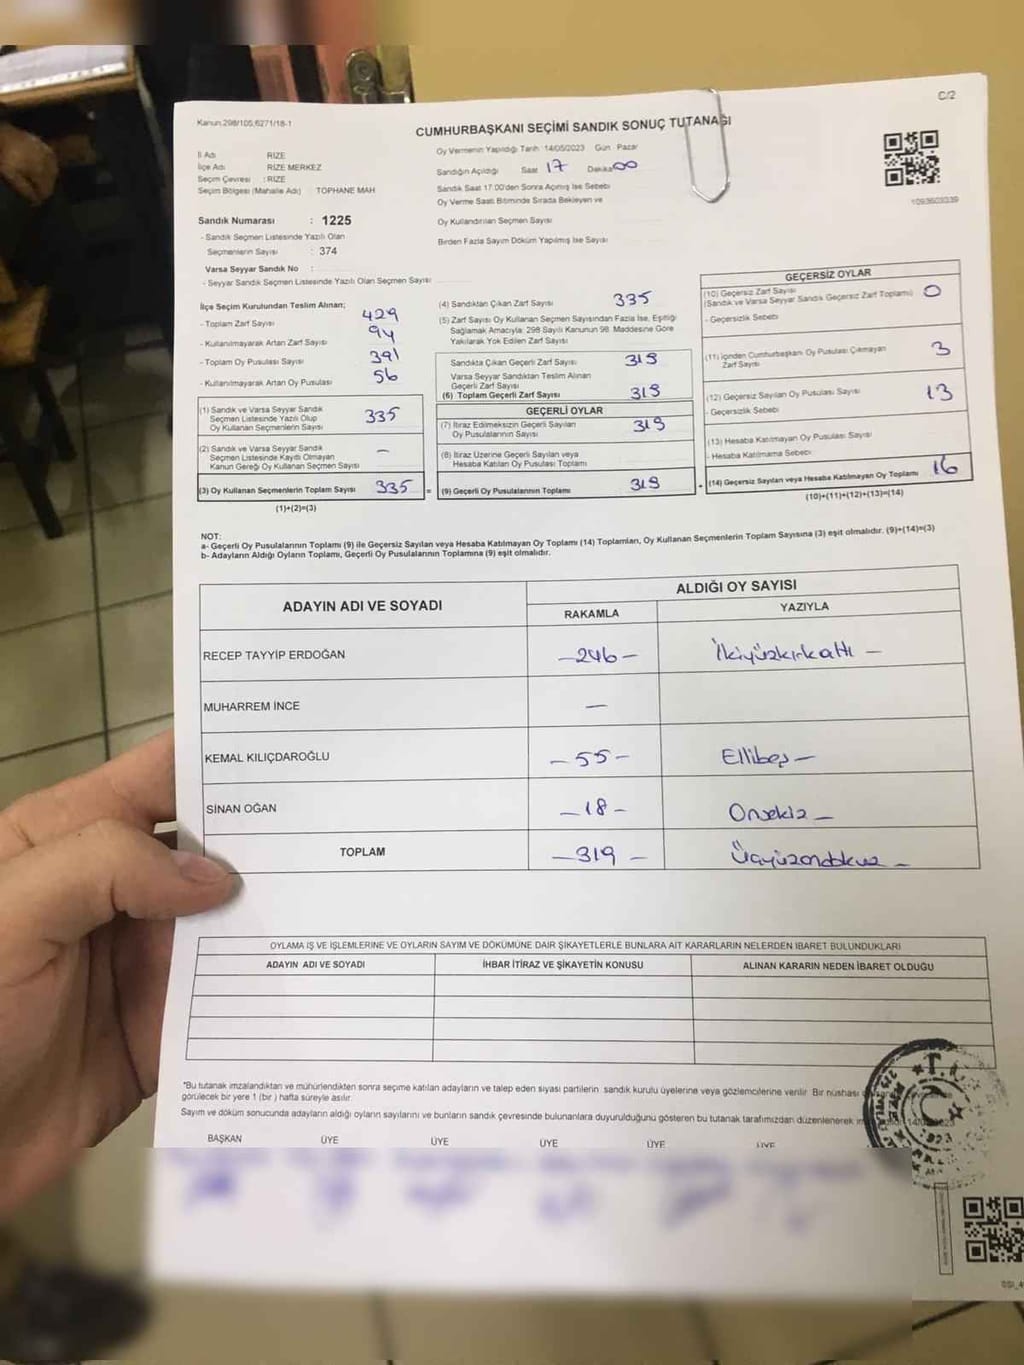 C/2
Kanun:298/105,6271/18-1
CUMHURBAŞKANI SEÇİMİ SANDIK SONUÇ TUTANAĞI
İl Adı RİZE
İlçe Adı RİZE MERKEZ
Seçim Çevresi : RİZE
Seçim Bölgesi (Mahalle Adı) TOPHANE MAH
Oy Vermenin Yapıldığı Tarih :14/05/2023 Gün : Pazar
Sandığın Açıldığı Saat 17 Dakika 00
Sandık Saat 17.00'den Sonra Açılmış İse Sebebi
Oy Verme Saati Bitiminde Sırada Bekleyen ve
Oy Kullandırılan Seçmen Sayısı
Birden Fazla Sayım Döküm Yapılmış İse Sayısı
1093603339
Sandık Numarası : 1225
- Sandık Seçmen Listesinde Yazılı Olan
Seçmenlerin Sayısı : 374
Varsa Seyyar Sandık No :
- Seyyar Sandık Seçmen Listesinde Yazılı Olan Seçmen Sayısı
İlçe Seçim Kurulundan Teslim Alınan;
- Toplam Zarf Sayısı 429
- Kullanılmayarak Artan Zarf Sayısı 94
- Toplam Oy Pusulası Sayısı 391
- Kullanılmayarak Artan Oy Pusulası 56
(1) Sandık ve Varsa Seyyar Sandık
Seçmen Listesinde Yazılı Olup
Oy Kullanan Seçmenlerin Sayısı 335
(2) Sandık ve Varsa Seyyar Sandık
Seçmen Listesinde Kaydı Olmayan
Kanun Gereği Oy Kullanan Seçmen Sayısı –
(3) Oy Kullanan Seçmenlerin Toplam Sayısı 335 =
(1)+(2)=(3)
(4) Sandıktan Çıkan Zarf Sayısı 335
(5) Zarf Sayısı Oy Kullanan Seçmen Sayısından Fazla İse, Eşitliği
Sağlamak Amacıyla 298 Sayılı Kanunun 98. Maddesine Göre
Yakılarak Yok Edilen Zarf Sayısı
Sandıkta Çıkan Geçerli Zarf Sayısı 319
Varsa Seyyar Sandıktan Teslim Alınan
Geçerli Zarf Sayısı
(6) Toplam Geçerli Zarf Sayısı 319
GEÇERLİ OYLAR
(7) İtiraz Edilmeksizin Geçerli Sayılan
Oy Pusulalarının Sayısı 319
(8) İtiraz Üzerine Geçerli Sayılan veya
Hesaba Katılan Oy Pusulası Toplamı
(9) Geçerli Oy Pusulalarının Toplamı 319 +
GEÇERSİZ OYLAR
(10) Geçersiz Zarf Sayısı
(Sandık ve Varsa Seyyar Sandık Geçersiz Zarf Toplamı) 0
- Geçersizlik Sebebi
(11) İçinden Cumhurbaşkanı Oy Pusulası Çıkmayan
Zarf Sayısı 3
(12) Geçersiz Sayılan Oy Pusulası Sayısı 13
- Geçersizlik Sebebi
(13) Hesaba Katılmayan Oy Pusulası Sayısı
- Hesaba Katılmama Sebebi
(14) Geçersiz Sayılan veya Hesaba Katılmayan Oy Toplamı 16
(10)+(11)+(12)+(13)=(14)
NOT:
a- Geçerli Oy Pusulalarının Toplamı (9) ile Geçersiz Sayılan veya Hesaba Katılmayan Oy Toplamı (14) Toplamları, Oy Kullanan Seçmenlerin Toplam Sayısına (3) eşit olmalıdır. (9)+(14)=(3)
b- Adayların Aldığı Oyların Toplamı, Geçerli Oy Pusulalarının Toplamına (9) eşit olmalıdır.
ADAYIN ADI VE SOYADI
ALDIĞI OY SAYISI
RAKAMLA YAZIYLA
RECEP TAYYİP ERDOĞAN –246– İkiyüzkırkaltı –
MUHARREM İNCE –
KEMAL KILIÇDAROĞLU –55– Ellibeş –
SİNAN OĞAN –18– Onsekiz –
TOPLAM –319– Üçyüzondokuz –
OYLAMA İŞ VE İŞLEMLERİNE VE OYLARIN SAYIM VE DÖKÜMÜNE DAİR ŞİKAYETLERLE BUNLARA AİT KARARLARIN NELERDEN İBARET BULUNDUKLARI
ADAYIN ADI VE SOYADI İHBAR İTİRAZ VE ŞİKAYETİN KONUSU ALINAN KARARIN NEDEN İBARET OLDUĞU
*Bu tutanak imzalandıktan ve mühürlendikten sonra seçime katılan adayların ve talep eden siyasi partilerin sandık kurulu üyelerine veya gözlemcilerine verilir. Bir nüshası
görülecek bir yere 1 (bir) hafta süreyle asılır.
Sayım ve döküm sonucunda adayların aldığı oyların sayılarını ve bunların sandık çevresinde bulunanlara duyurulduğunu gösteren bu tutanak tarafımızdan düzenlenerek
BAŞKAN ÜYE ÜYE ÜYE ÜYE ÜYE
T.C.